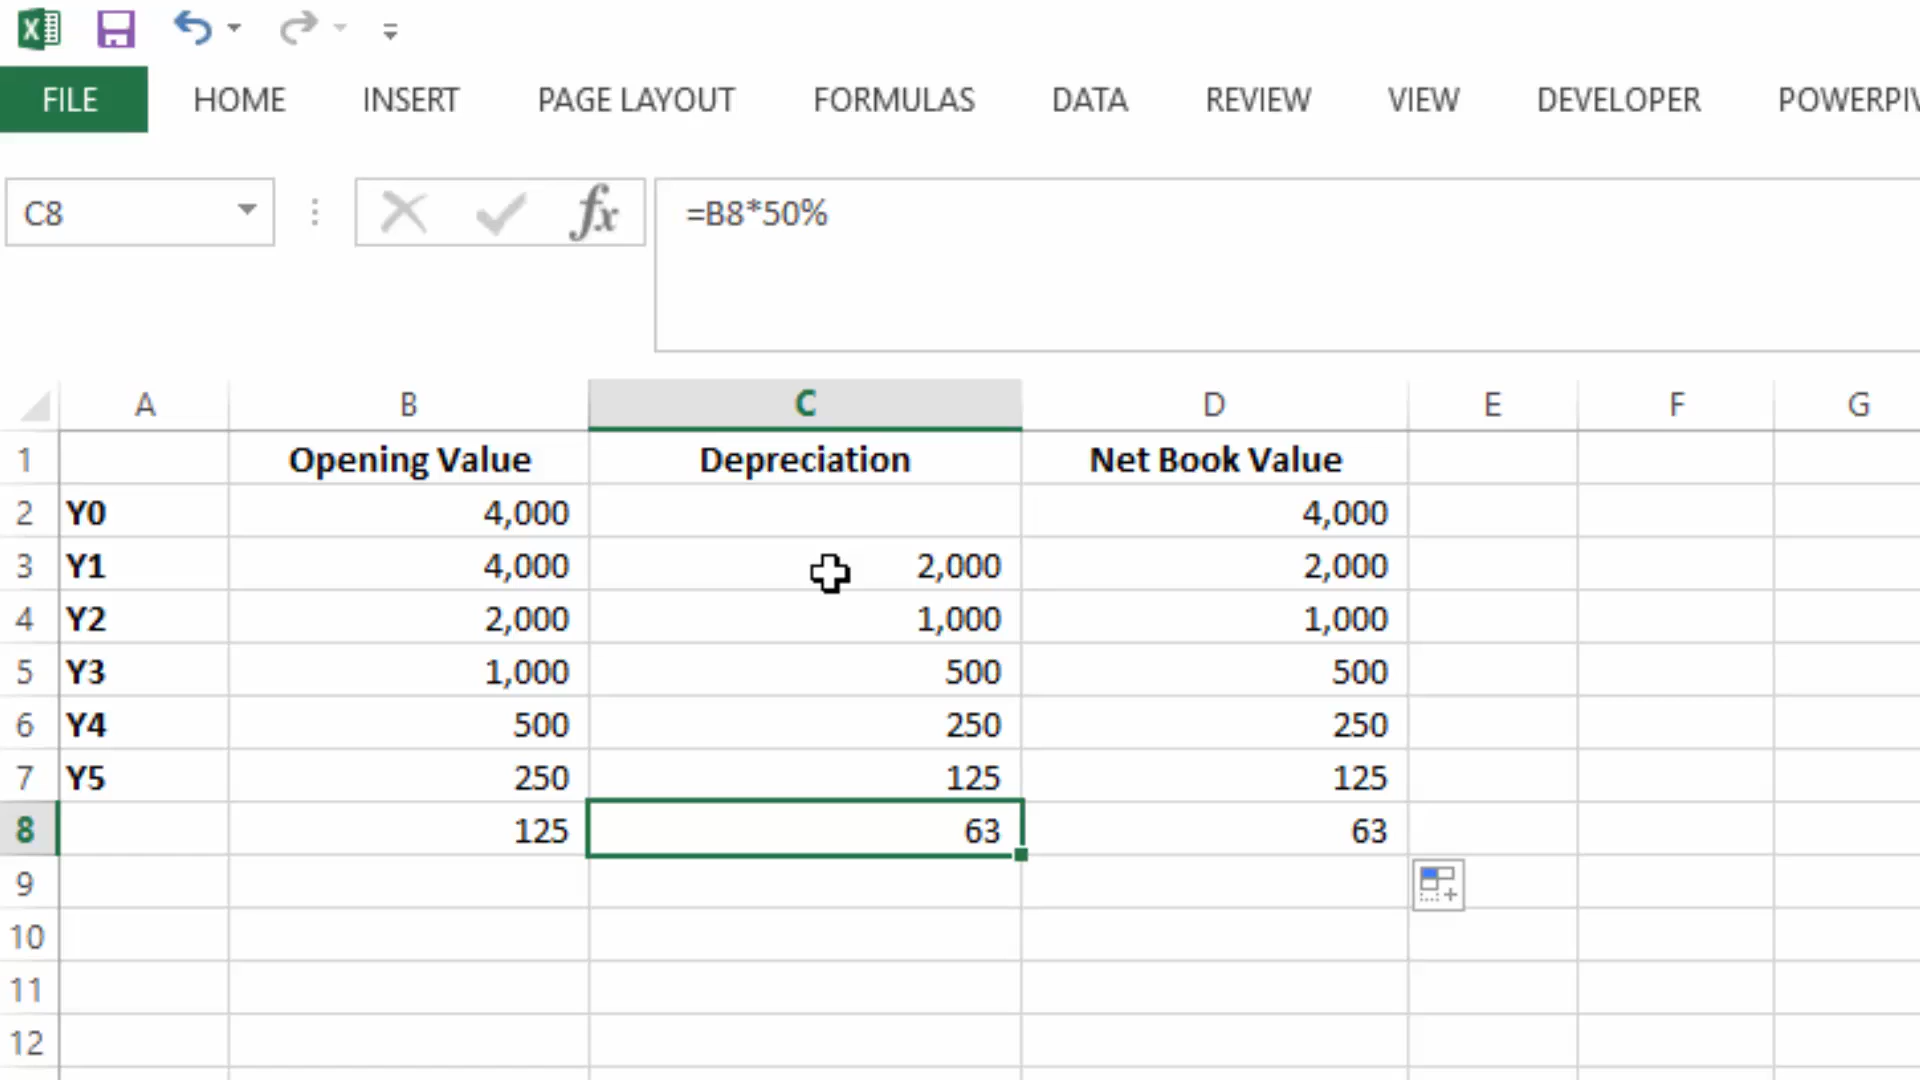 FILE HOME INSERT PAGE LAYOUT FORMULAS DATA REVIEW VIEW DEVELOPER
C8 fx =B8*50%
A B C D E F G
1 Opening Value Depreciation Net Book Value
2 Y0 4,000 4,000
3 Y1 4,000 2,000 2,000
4 Y2 2,000 1,000 1,000
5 Y3 1,000 500 500
6 Y4 500 250 250
7 Y5 250 125 125
8 125 63 63
9
10
11
12